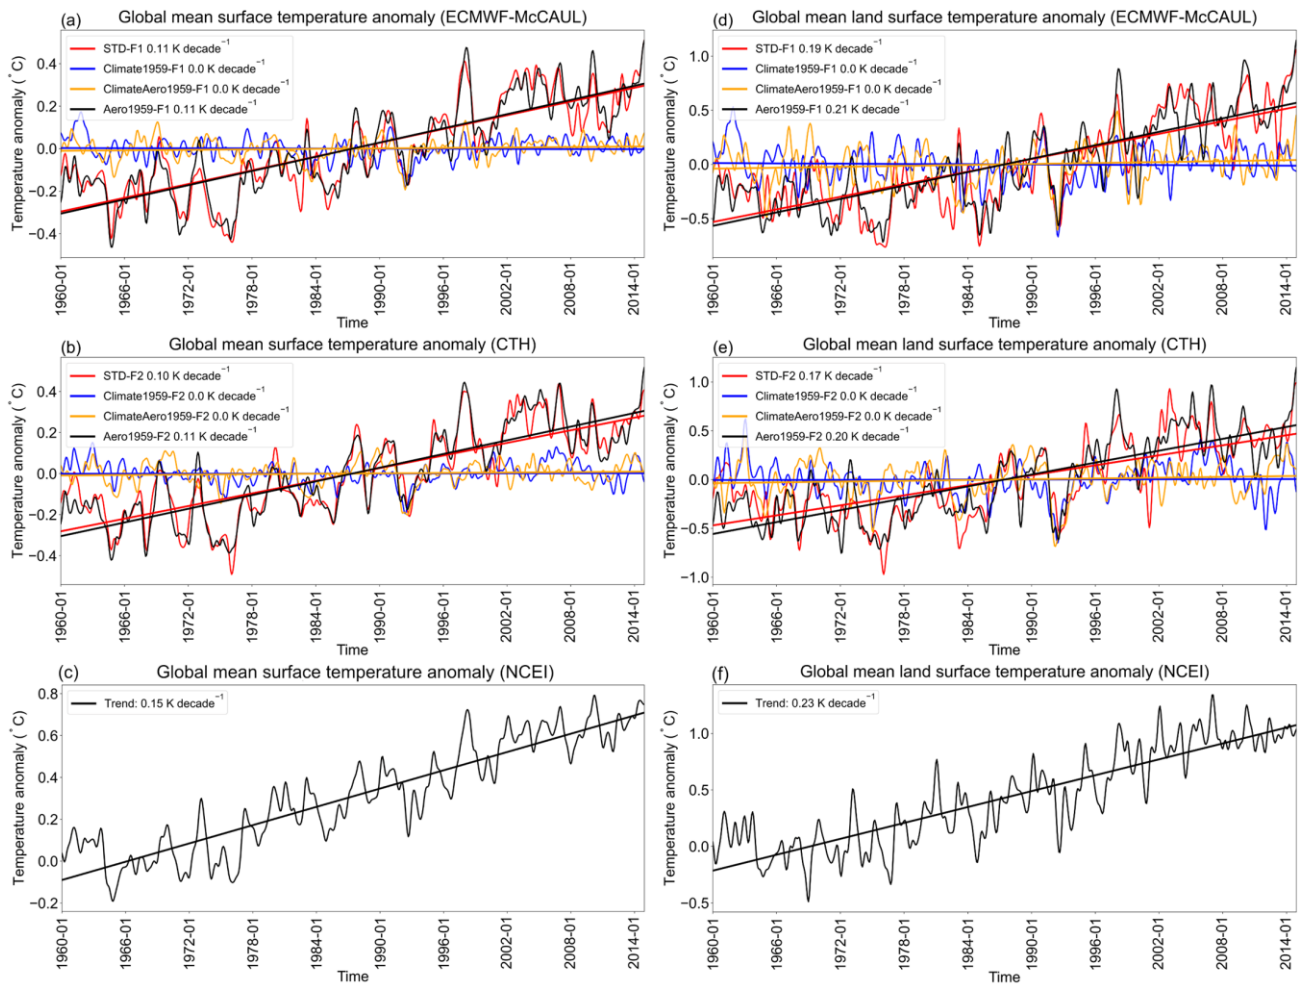 (a) Global mean surface temperature anomaly (ECMWF-McCAUL)
Temperature anomaly (°C)
0.4
0.2
0.0
−0.2
−0.4
STD-F1 0.11 K decade⁻¹
Climate1959-F1 0.0 K decade⁻¹
ClimateAero1959-F1 0.0 K decade⁻¹
Aero1959-F1 0.11 K decade⁻¹
1960-01 1966-01 1972-01 1978-01 1984-01 1990-01 1996-01 2002-01 2008-01 2014-01
Time
(d) Global mean land surface temperature anomaly (ECMWF-McCAUL)
Temperature anomaly (°C)
1.0
0.5
0.0
−0.5
STD-F1 0.19 K decade⁻¹
Climate1959-F1 0.0 K decade⁻¹
ClimateAero1959-F1 0.0 K decade⁻¹
Aero1959-F1 0.21 K decade⁻¹
1960-01 1966-01 1972-01 1978-01 1984-01 1990-01 1996-01 2002-01 2008-01 2014-01
Time
(b) Global mean surface temperature anomaly (CTH)
Temperature anomaly (°C)
0.4
0.2
0.0
−0.2
−0.4
STD-F2 0.10 K decade⁻¹
Climate1959-F2 0.0 K decade⁻¹
ClimateAero1959-F2 0.0 K decade⁻¹
Aero1959-F2 0.11 K decade⁻¹
1960-01 1966-01 1972-01 1978-01 1984-01 1990-01 1996-01 2002-01 2008-01 2014-01
Time
(e) Global mean land surface temperature anomaly (CTH)
Temperature anomaly (°C)
1.0
0.5
0.0
−0.5
−1.0
STD-F2 0.17 K decade⁻¹
Climate1959-F2 0.0 K decade⁻¹
ClimateAero1959-F2 0.0 K decade⁻¹
Aero1959-F2 0.20 K decade⁻¹
1960-01 1966-01 1972-01 1978-01 1984-01 1990-01 1996-01 2002-01 2008-01 2014-01
Time
(c) Global mean surface temperature anomaly (NCEI)
Temperature anomaly (°C)
0.8
0.6
0.4
0.2
0.0
−0.2
Trend: 0.15 K decade⁻¹
1960-01 1966-01 1972-01 1978-01 1984-01 1990-01 1996-01 2002-01 2008-01 2014-01
Time
(f) Global mean land surface temperature anomaly (NCEI)
Temperature anomaly (°C)
1.0
0.5
0.0
−0.5
Trend: 0.23 K decade⁻¹
1960-01 1966-01 1972-01 1978-01 1984-01 1990-01 1996-01 2002-01 2008-01 2014-01
Time